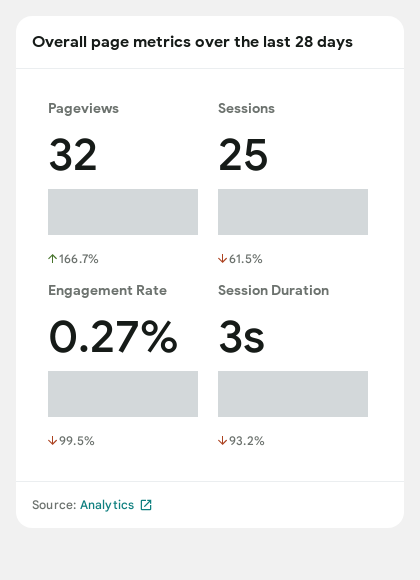 Overall page metrics over the last 28 days
Pageviews
32
166.7%
Sessions
25
61.5%
Engagement Rate
0.27%
99.5%
Session Duration
3s
93.2%
Source: Analytics